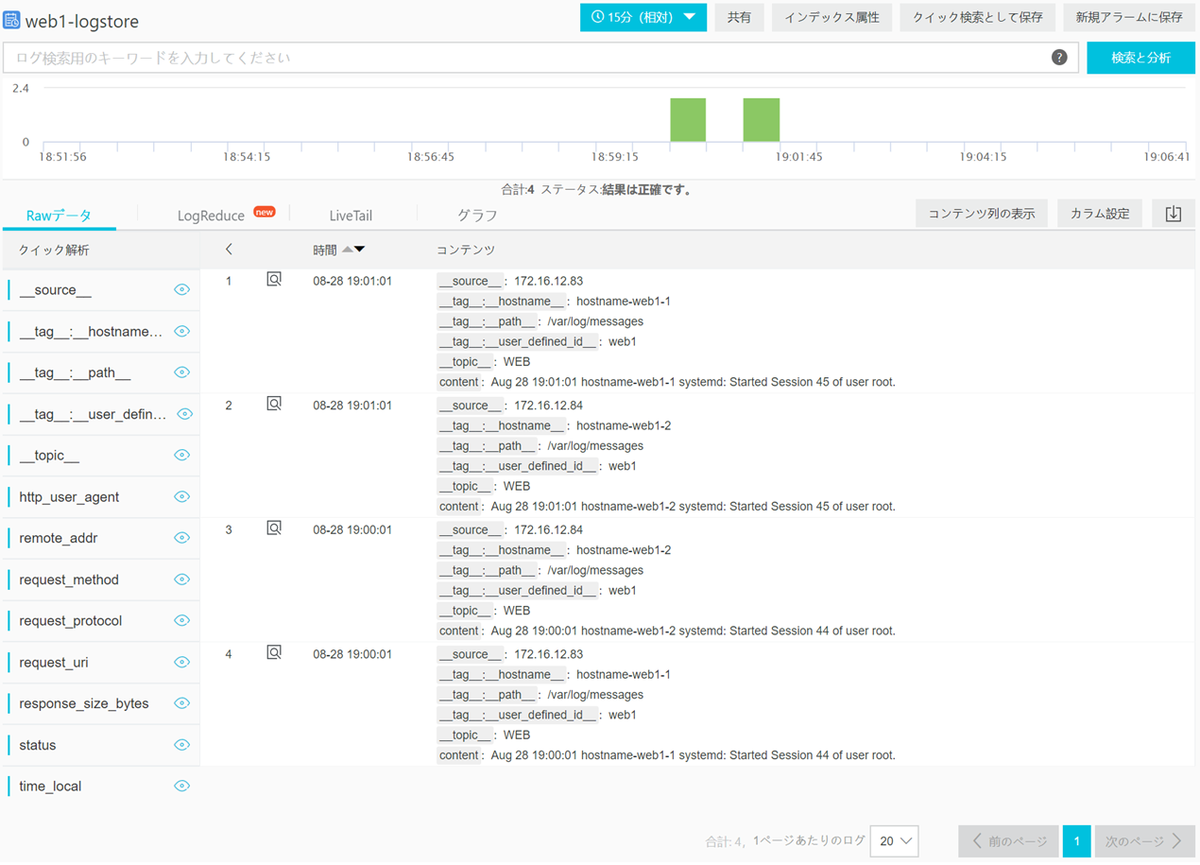 web1-logstore
15分（相対） 共有 インデックス属性 クイック検索として保存 新規アラームに保存
ログ検索用のキーワードを入力してください ? 検索と分析
2.4
0
18:51:56 18:54:15 18:56:45 18:59:15 19:01:45 19:04:15 19:06:41
合計:4 ステータス:結果は正確です。
Rawデータ LogReduce new LiveTail グラフ コンテンツ列の表示 カラム設定
クイック解析 時間 コンテンツ
__source__
__tag__:__hostname...
__tag__:__path__
__tag__:__user_defin...
__topic__
http_user_agent
remote_addr
request_method
request_protocol
request_uri
response_size_bytes
status
time_local
1 08-28 19:01:01 __source__ : 172.16.12.83
__tag__:__hostname__ : hostname-web1-1
__tag__:__path__ : /var/log/messages
__tag__:__user_defined_id__ : web1
__topic__ : WEB
content : Aug 28 19:01:01 hostname-web1-1 systemd: Started Session 45 of user root.
2 08-28 19:01:01 __source__ : 172.16.12.84
__tag__:__hostname__ : hostname-web1-2
__tag__:__path__ : /var/log/messages
__tag__:__user_defined_id__ : web1
__topic__ : WEB
content : Aug 28 19:01:01 hostname-web1-2 systemd: Started Session 45 of user root.
3 08-28 19:00:01 __source__ : 172.16.12.84
__tag__:__hostname__ : hostname-web1-2
__tag__:__path__ : /var/log/messages
__tag__:__user_defined_id__ : web1
__topic__ : WEB
content : Aug 28 19:00:01 hostname-web1-2 systemd: Started Session 44 of user root.
4 08-28 19:00:01 __source__ : 172.16.12.83
__tag__:__hostname__ : hostname-web1-1
__tag__:__path__ : /var/log/messages
__tag__:__user_defined_id__ : web1
__topic__ : WEB
content : Aug 28 19:00:01 hostname-web1-1 systemd: Started Session 44 of user root.
合計: 4, 1ページあたりのログ 20 前のページ 1 次のページ